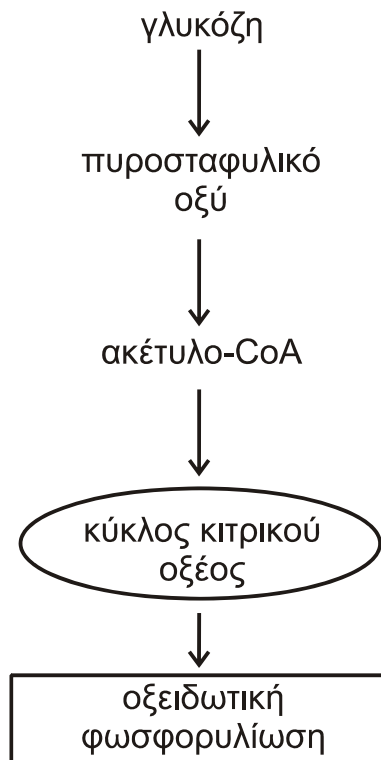 γλυκόζη
πυροσταφυλικό
οξύ
ακέτυλο-CoA
κύκλος κιτρικού
οξέος
οξειδωτική
φωσφορυλίωση